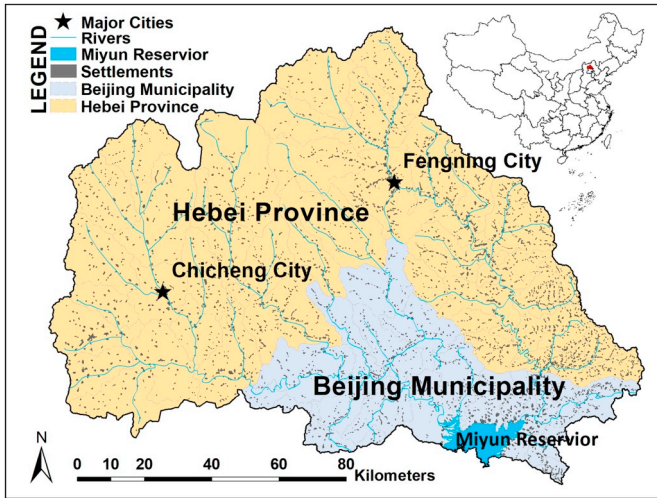 LEGEND
Major Cities
Rivers
Miyun Reservior
Settlements
Beijing Municipality
Hebei Province
Fengning City
Hebei Province
Chicheng City
Beijing Municipality
Miyun Reservior
N
0 10 20 40 60 80
Kilometers